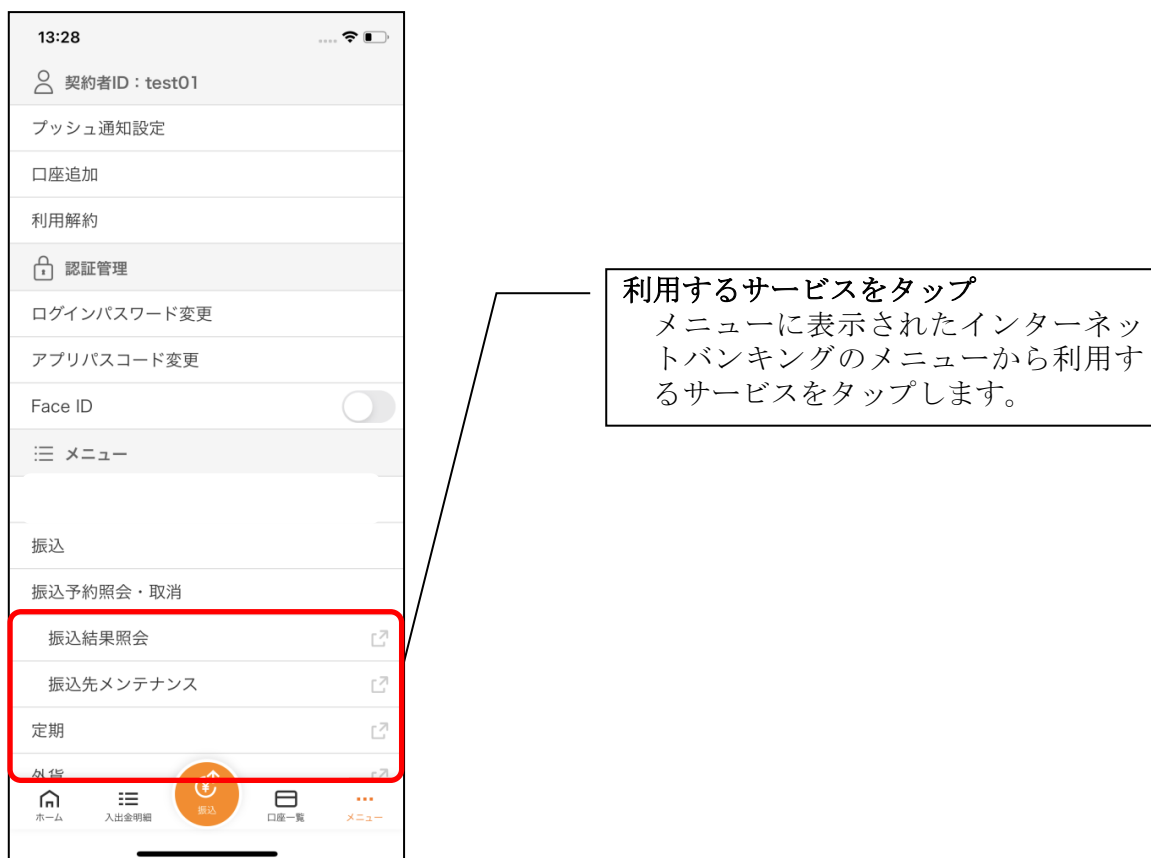 13:28
契約者ID：test01
プッシュ通知設定
口座追加
利用解約
認証管理
ログインパスワード変更
アプリパスコード変更
Face ID
メニュー
振込
振込予約照会・取消
振込結果照会
振込先メンテナンス
定期
外貨
ホーム
入出金明細
振込
口座一覧
メニュー
利用するサービスをタップ
メニューに表示されたインターネッ
トバンキングのメニューから利用す
るサービスをタップします。